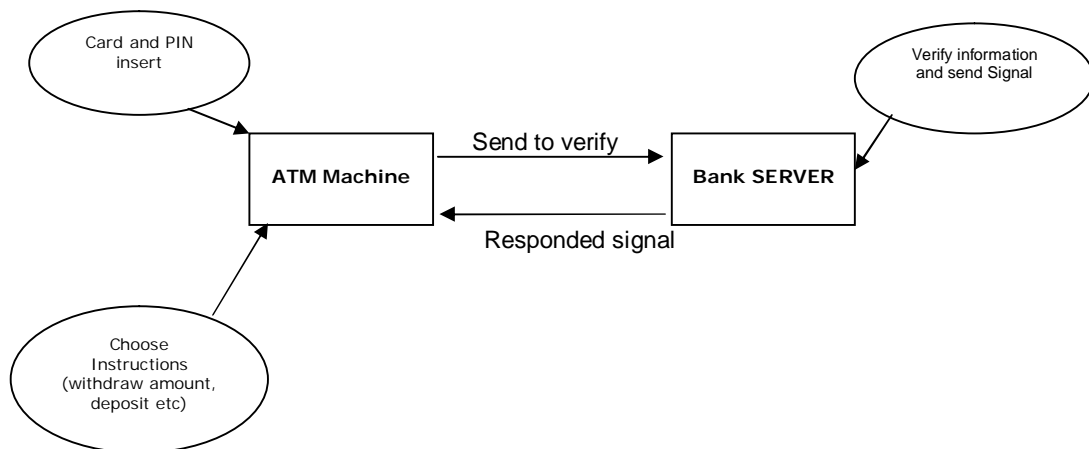 Card and PIN
insert
Verify information
and send Signal
Send to verify
ATM Machine
Bank SERVER
Responded signal
Choose
Instructions
(withdraw amount,
deposit etc)